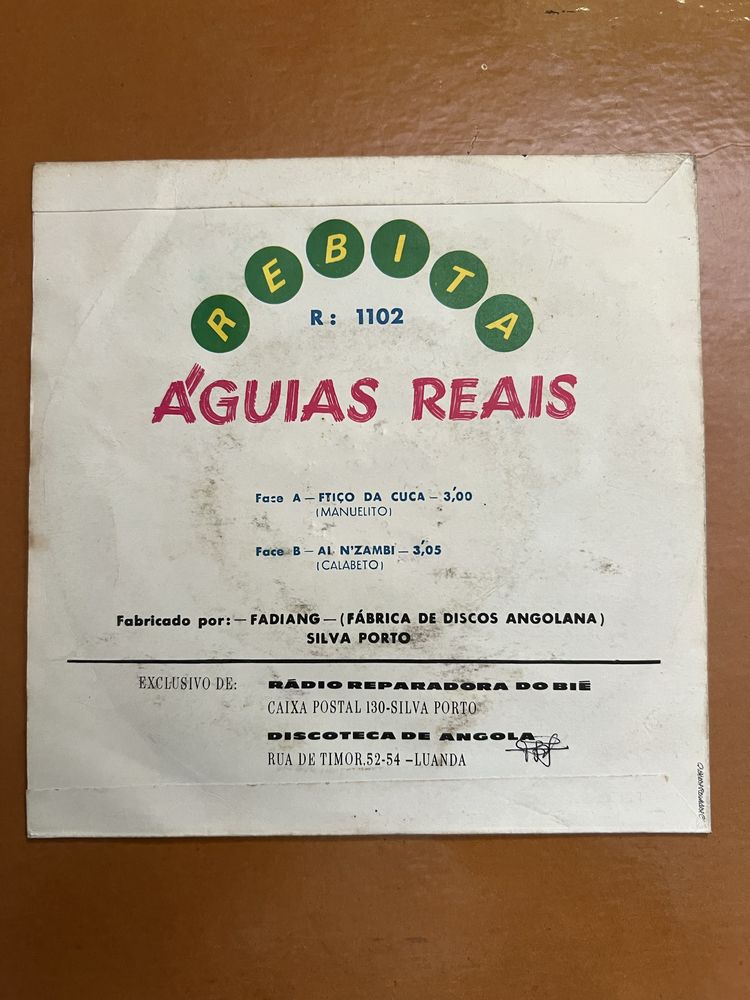 REBITA
R: 1102
ÁGUIAS REAIS
Face A — FTIÇO DA CUCA — 3,'00
(MANUELITO)
Face B — AI N'ZAMBI — 3,'05
(CALABETO)
Fabricado por: — FADIANG — (FÁBRICA DE DISCOS ANGOLANA)
SILVA PORTO
EXCLUSIVO DE: RÁDIO REPARADORA DO BIÉ
CAIXA POSTAL 130-SILVA PORTO
DISCOTECA DE ANGOLA
RUA DE TIMOR, 52-54 – LUANDA